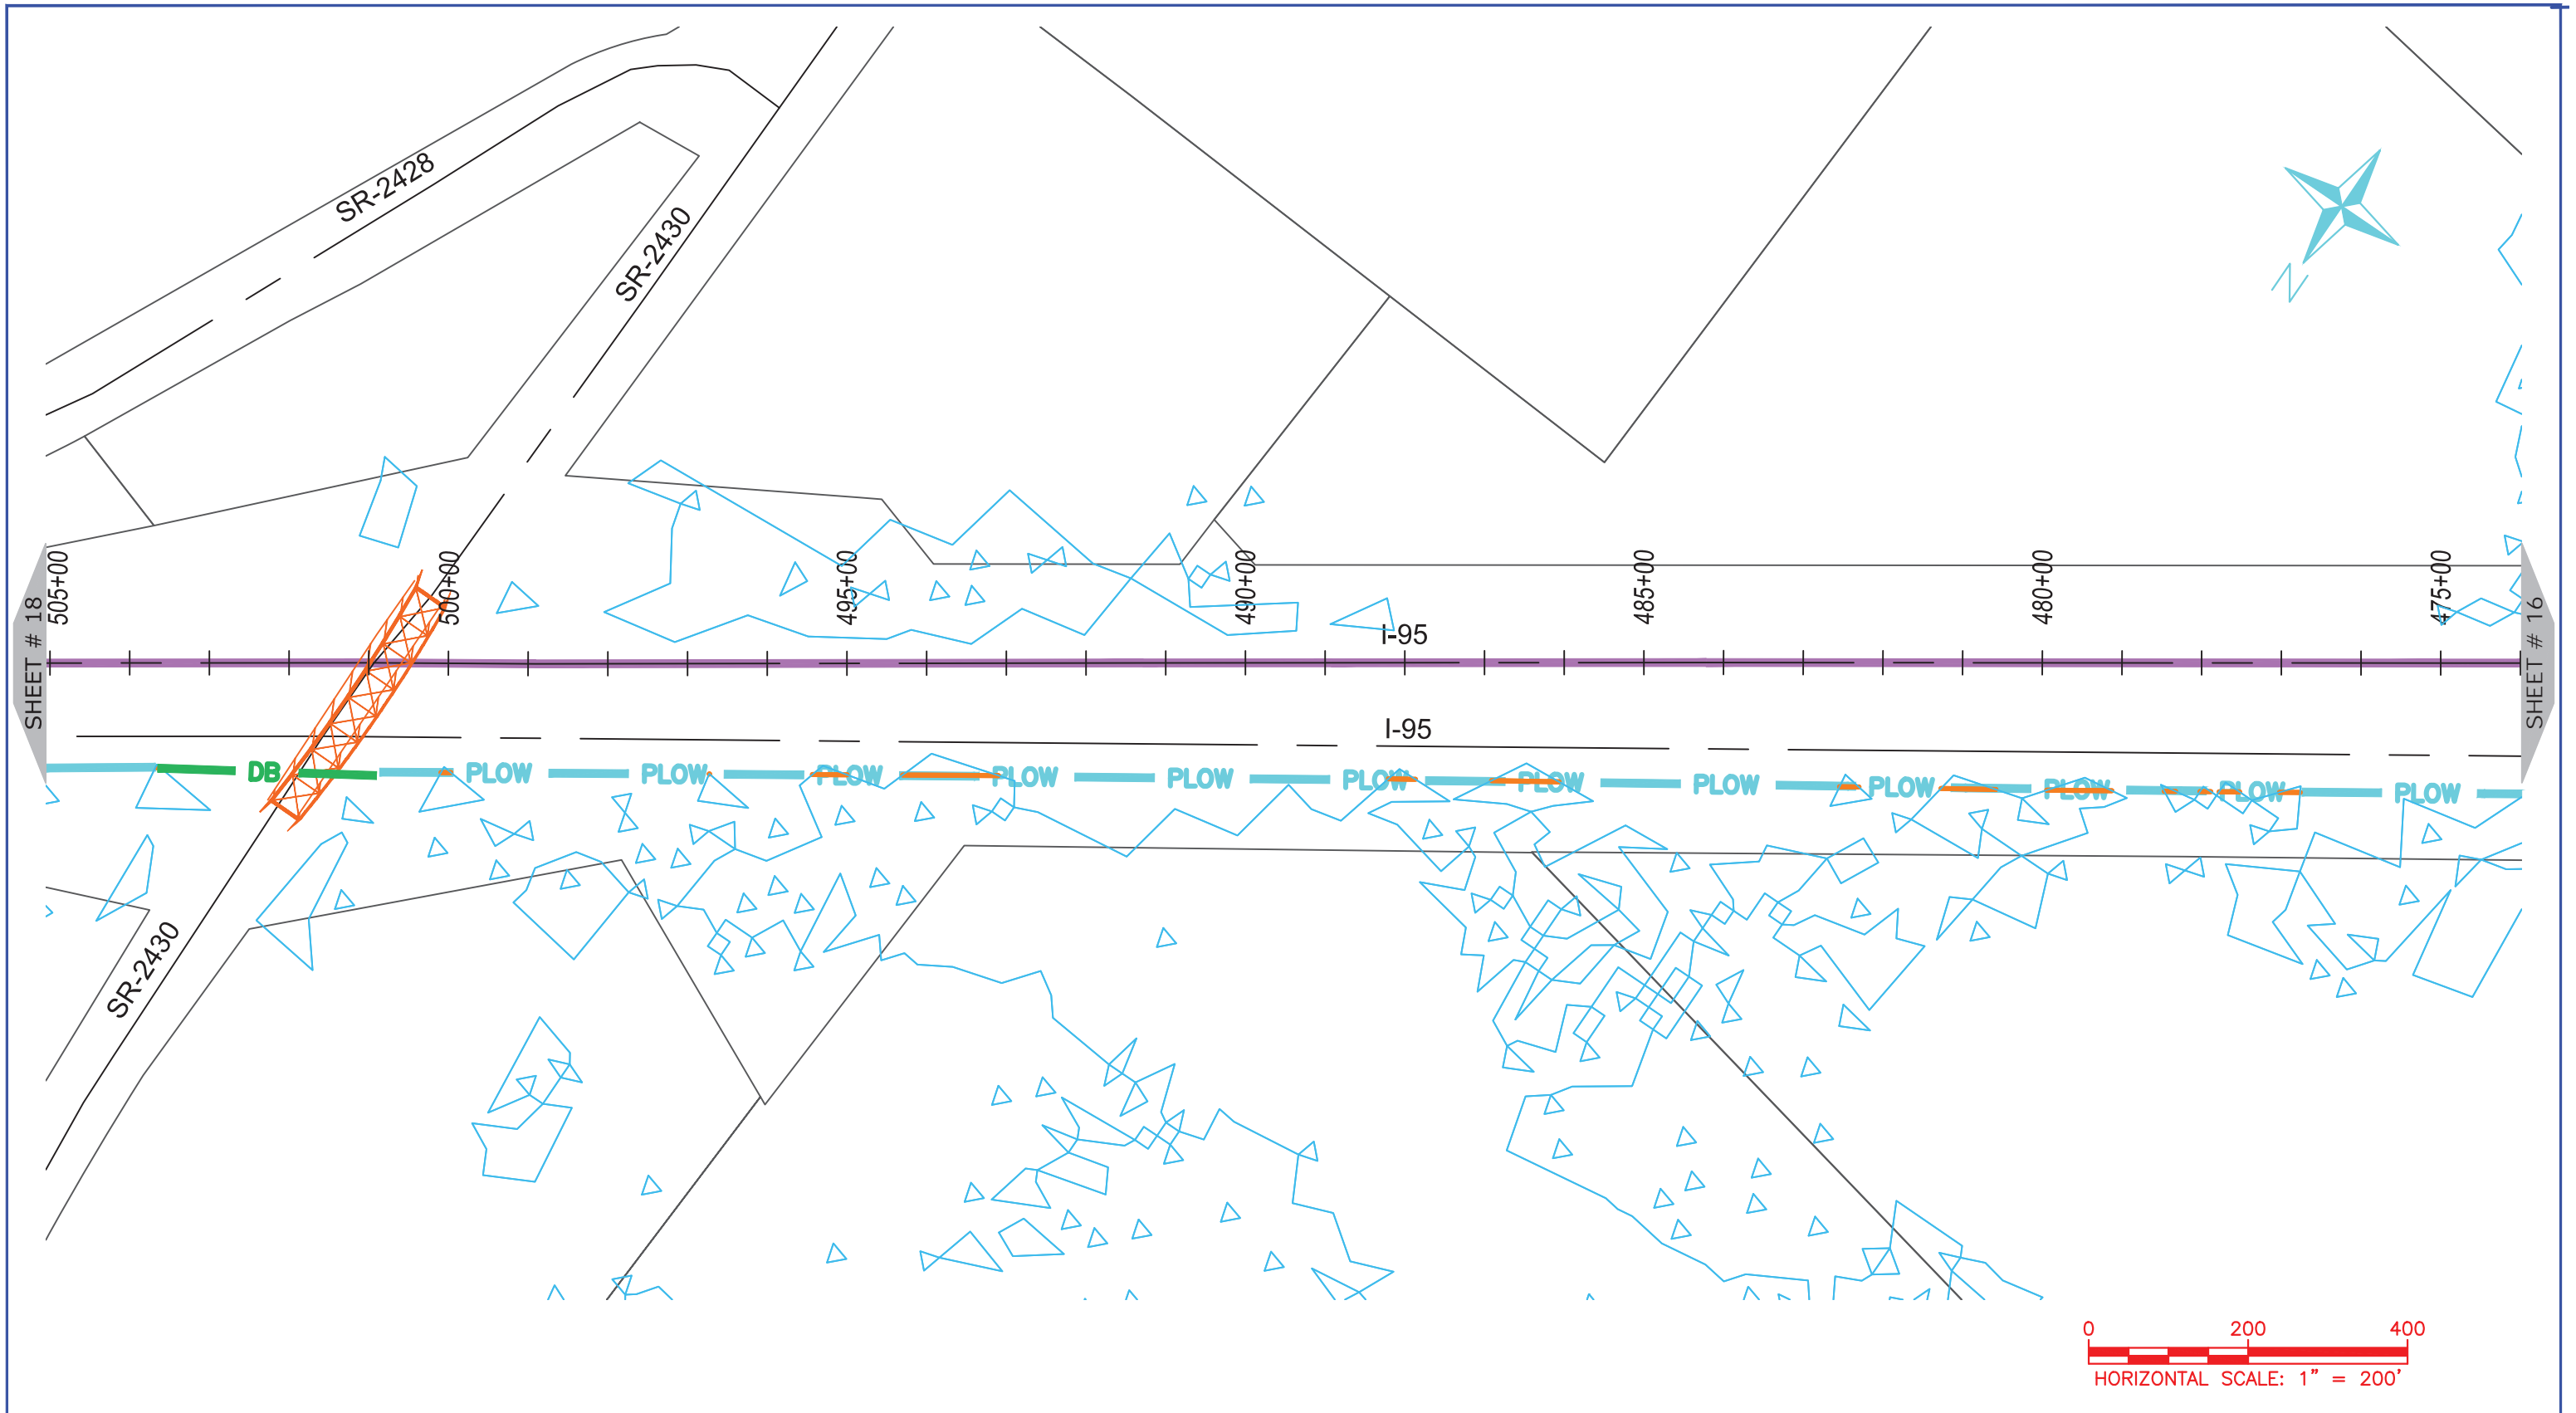 SR-2428
SR-2430
N
505+00
500+00
495+00
490+00
485+00
480+00
475+00
SHEET # 18
SHEET # 16
I-95
I-95
DB
PLOW
PLOW
PLOW
PLOW
PLOW
PLOW
PLOW
PLOW
PLOW
PLOW
PLOW
PLOW
SR-2430
0 200 400
HORIZONTAL SCALE: 1" = 200'